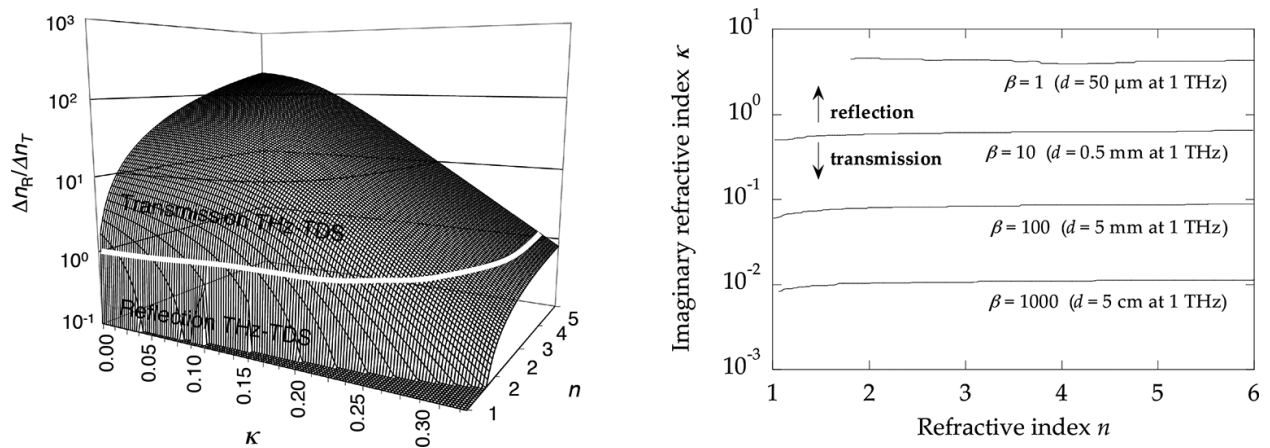 10³
10²
10¹
10⁰
10⁻¹
Δn_R/Δn_T
Transmission THz-TDS
Reflection THz-TDS
0.00
0.05
0.10
0.15
0.20
0.25
0.30
κ
1
2
2
3
4
5
n
10¹
10⁰
10⁻¹
10⁻²
10⁻³
Imaginary refractive index κ
β = 1 (d = 50 μm at 1 THz)
reflection
β = 10 (d = 0.5 mm at 1 THz)
transmission
β = 100 (d = 5 mm at 1 THz)
β = 1000 (d = 5 cm at 1 THz)
1 2 3 4 5 6
Refractive index n